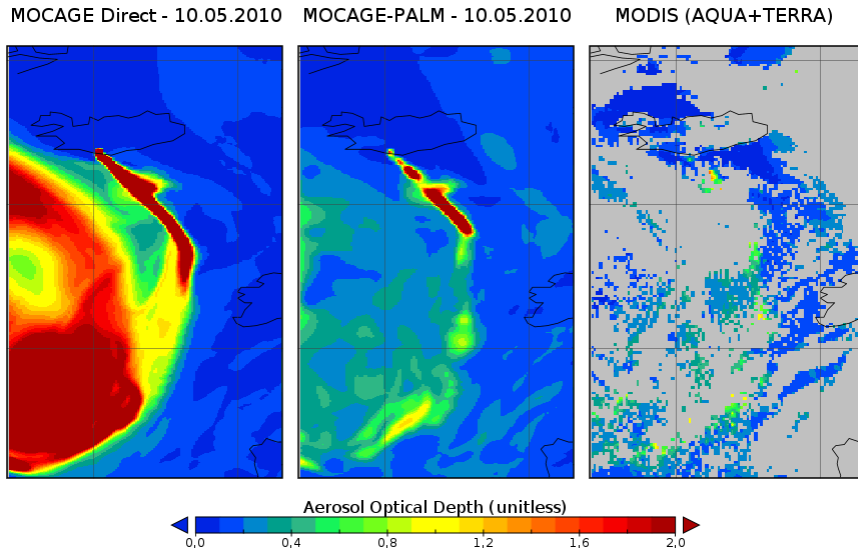 MOCAGE Direct - 10.05.2010
MOCAGE-PALM - 10.05.2010
MODIS (AQUA+TERRA)
Aerosol Optical Depth (unitless)
0,0 0,4 0,8 1,2 1,6 2,0